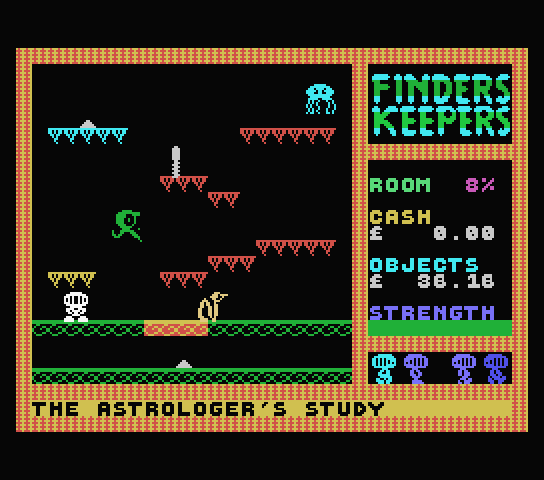 FINDERS
KEEPERS
ROOM 8%
CASH
£ 0.00
OBJECTS
£ 36.16
STRENGTH
THE ASTROLOGER'S STUDY